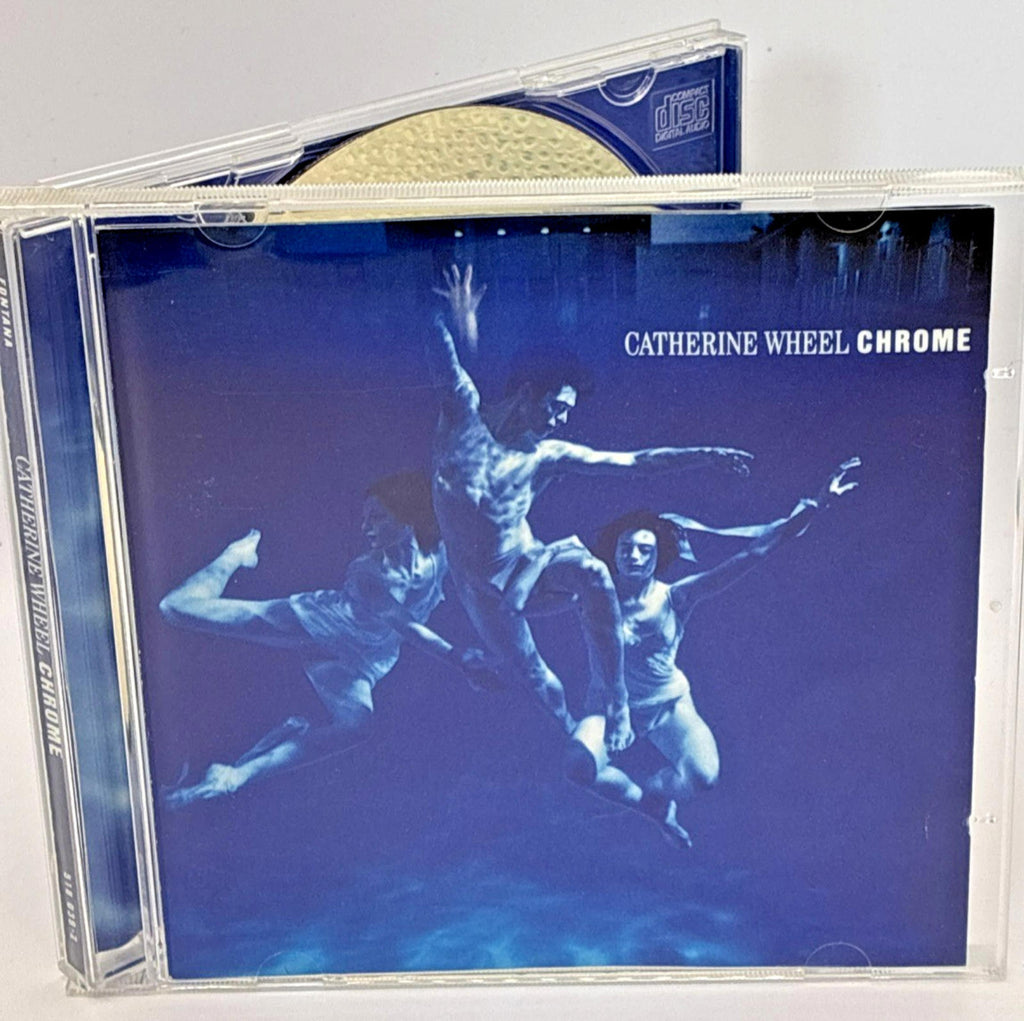 COMPACT
disc
DIGITAL AUDIO
CATHERINE WHEEL CHROME
FONTANA
CATHERINE WHEEL CHROME